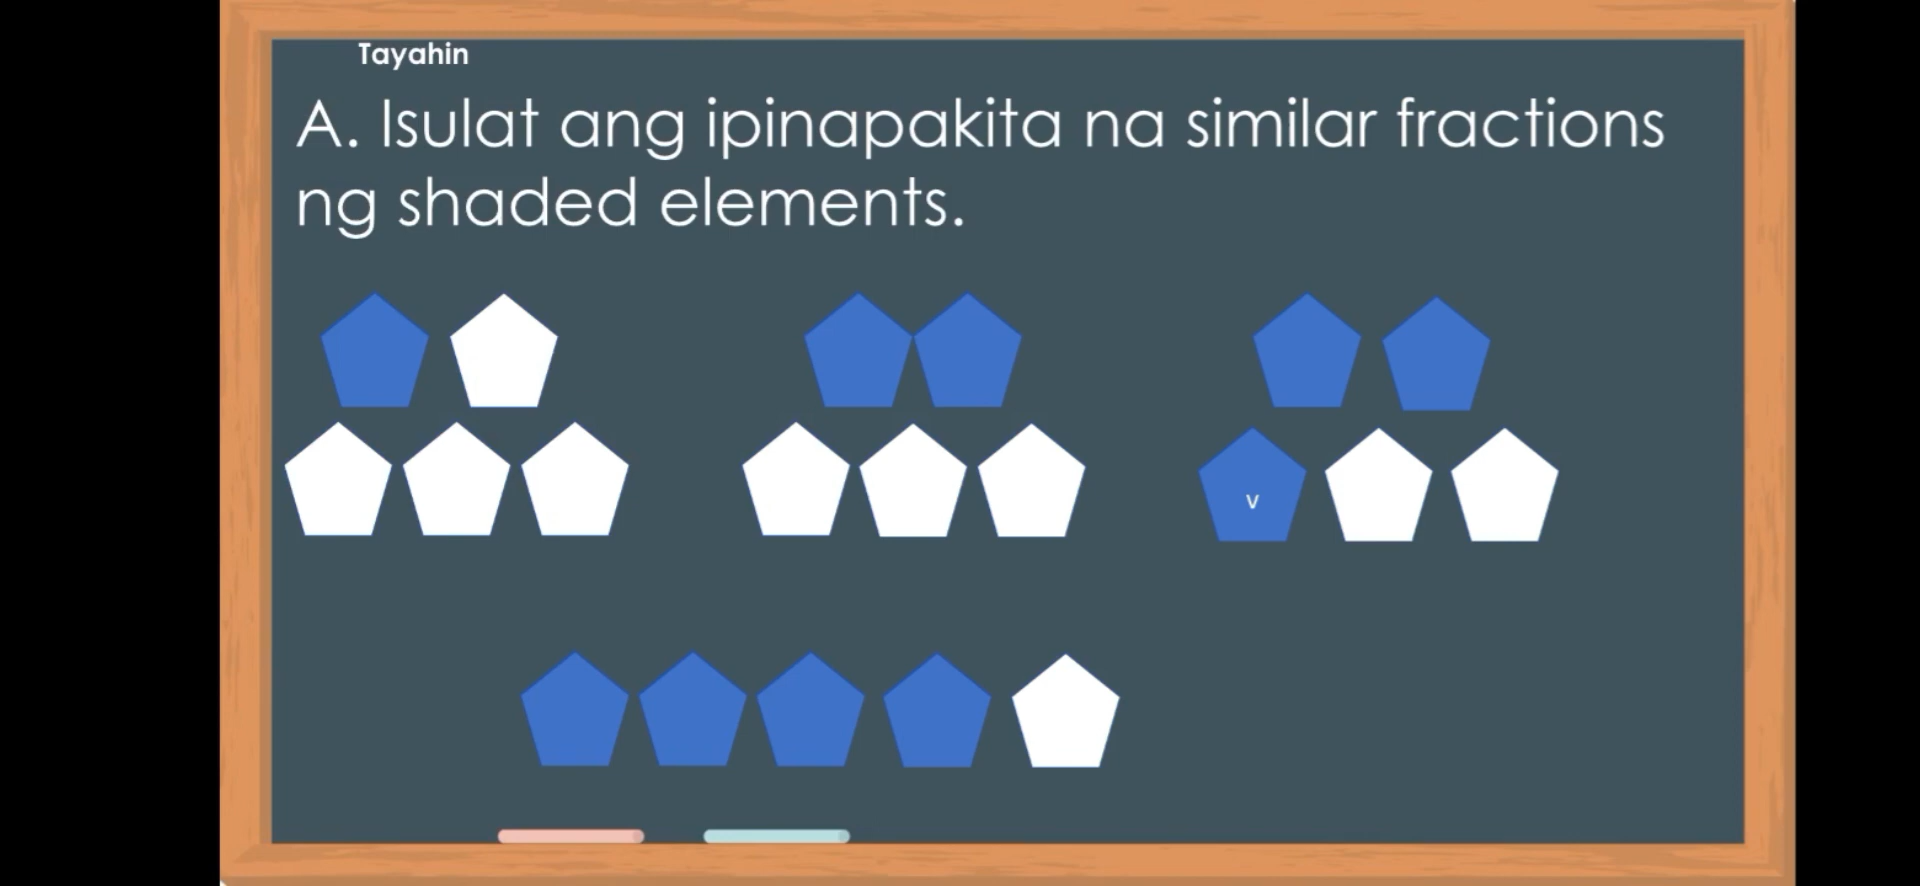 Tayahin
A. Isulat ang ipinapakita na similar fractions
ng shaded elements.
v